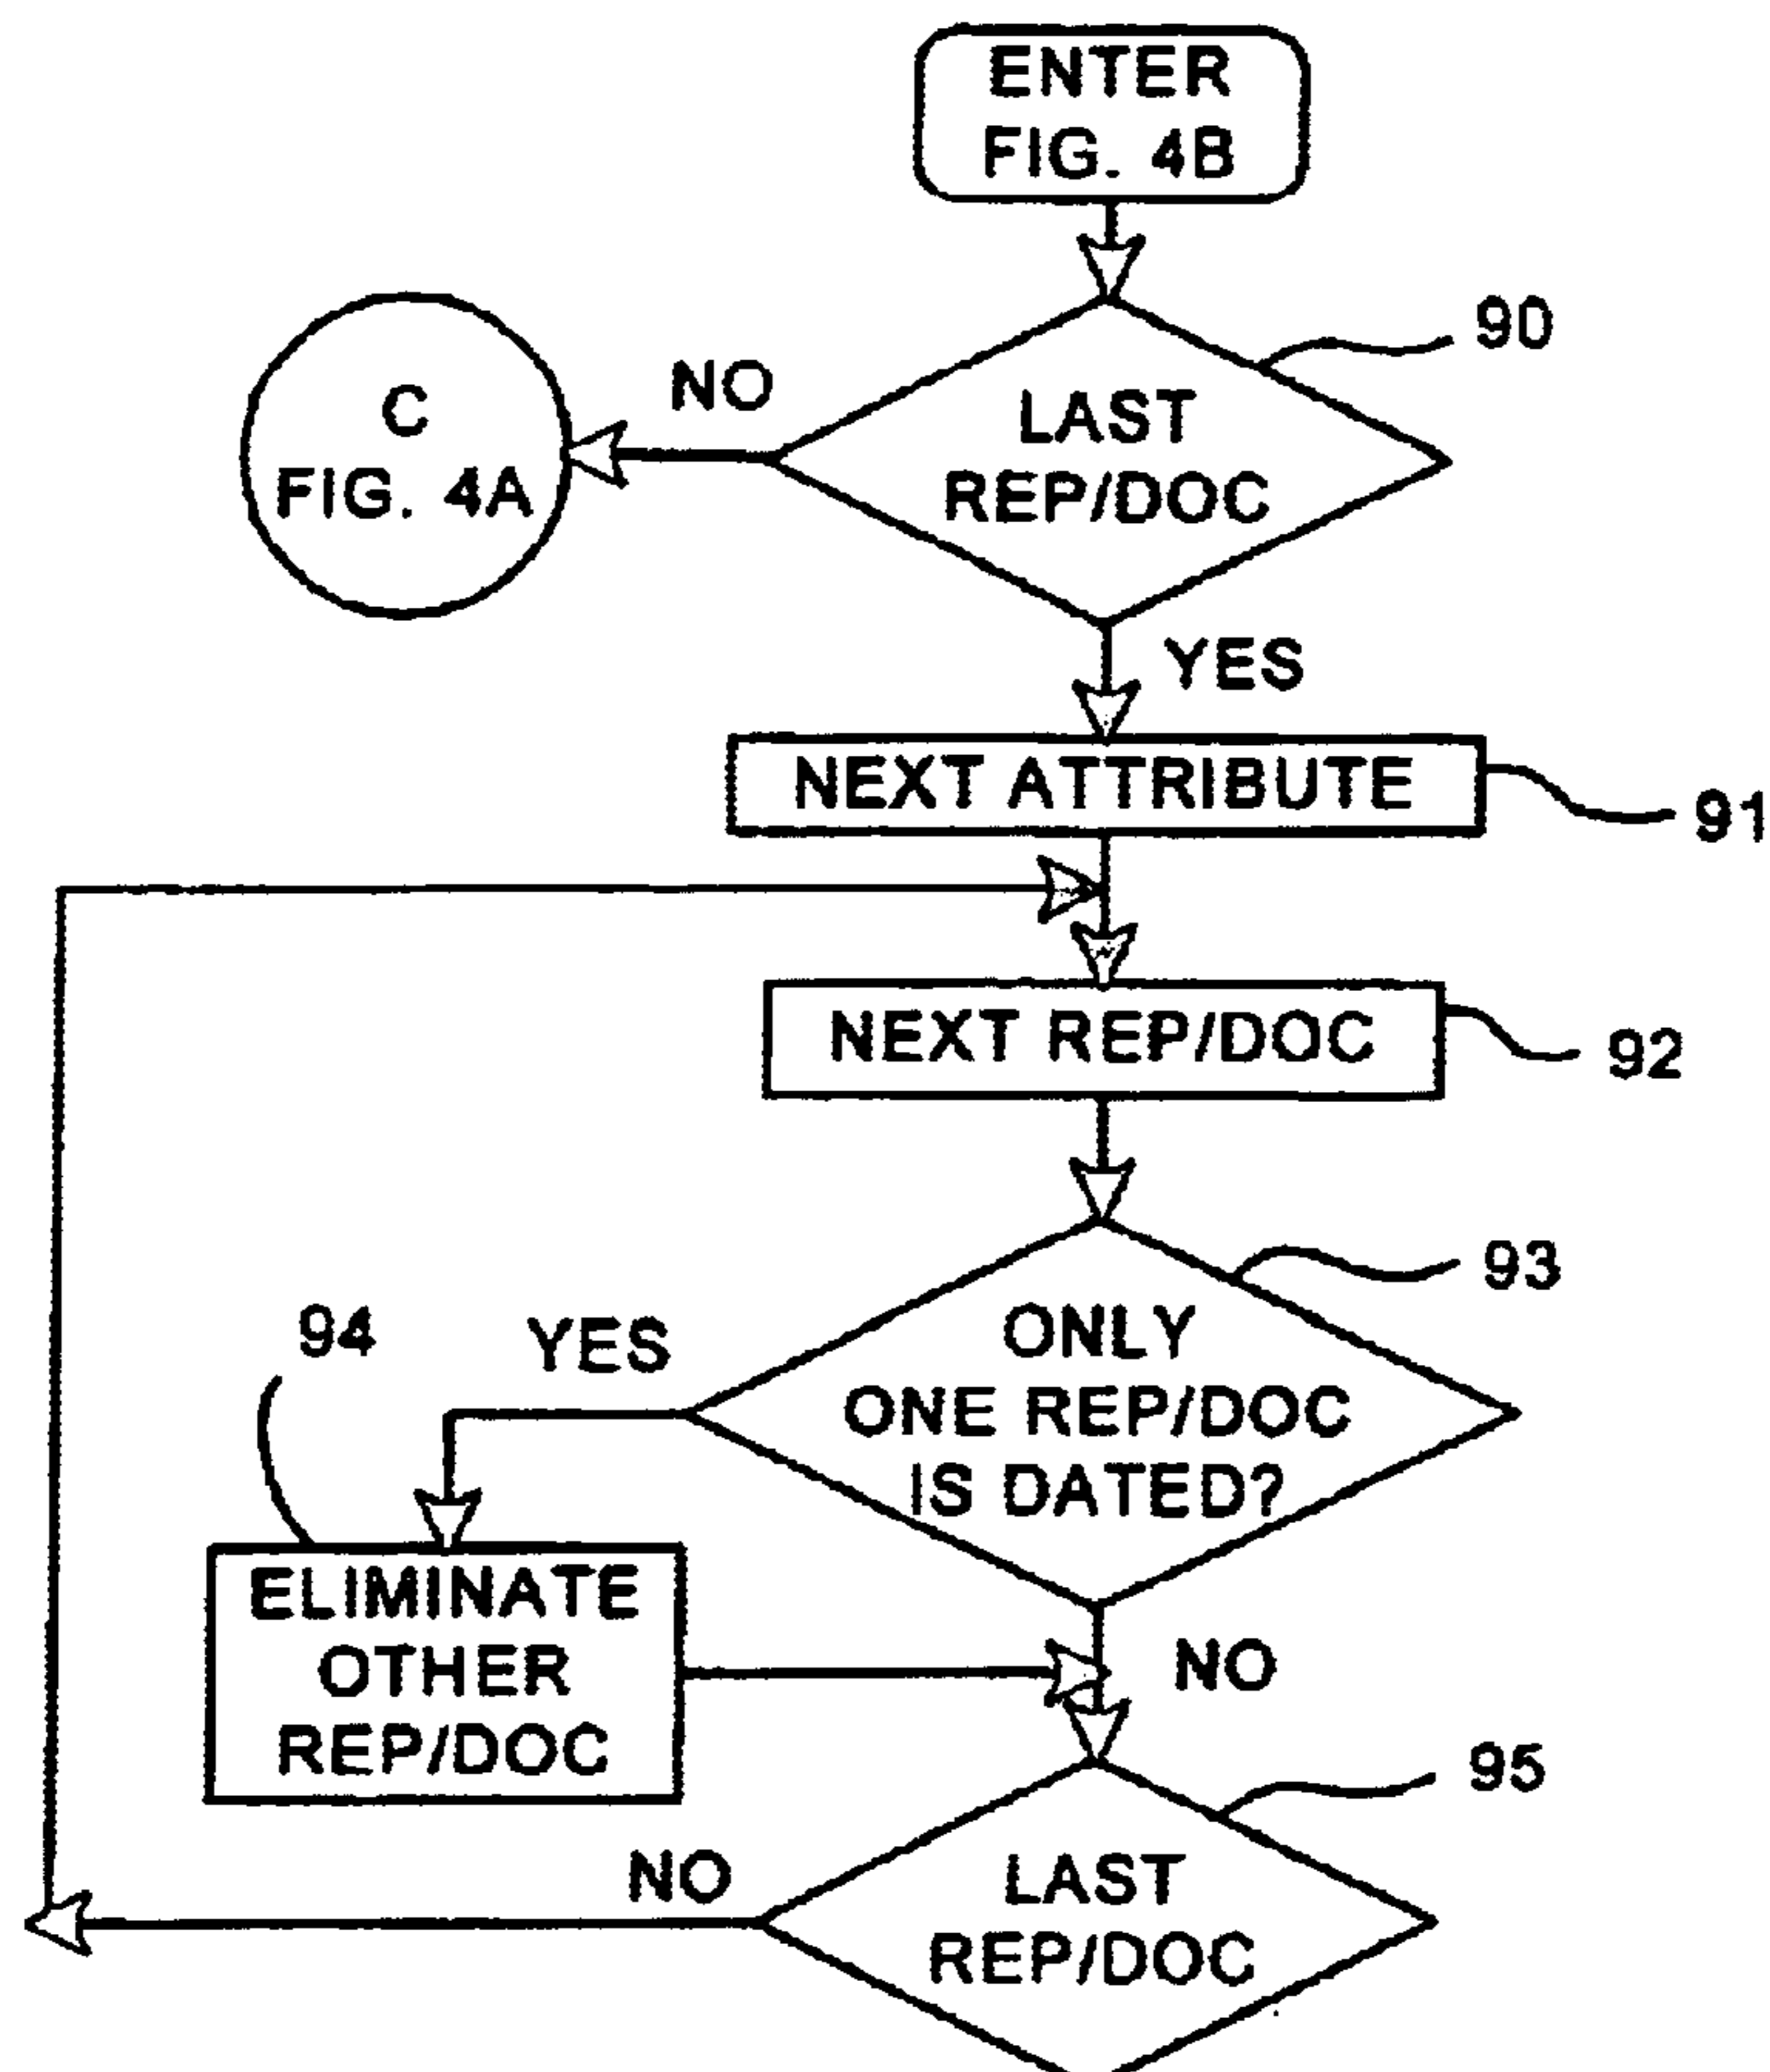 ENTER
FIG. 4B
90
NO
C
FIG. 4A
LAST
REP/DOC
YES
NEXT ATTRIBUTE
91
NEXT REP/DOC
92
93
94
YES
ONLY
ONE REP/DOC
IS DATED?
ELIMINATE
OTHER
REP/DOC
NO
95
NO
LAST
REP/DOC